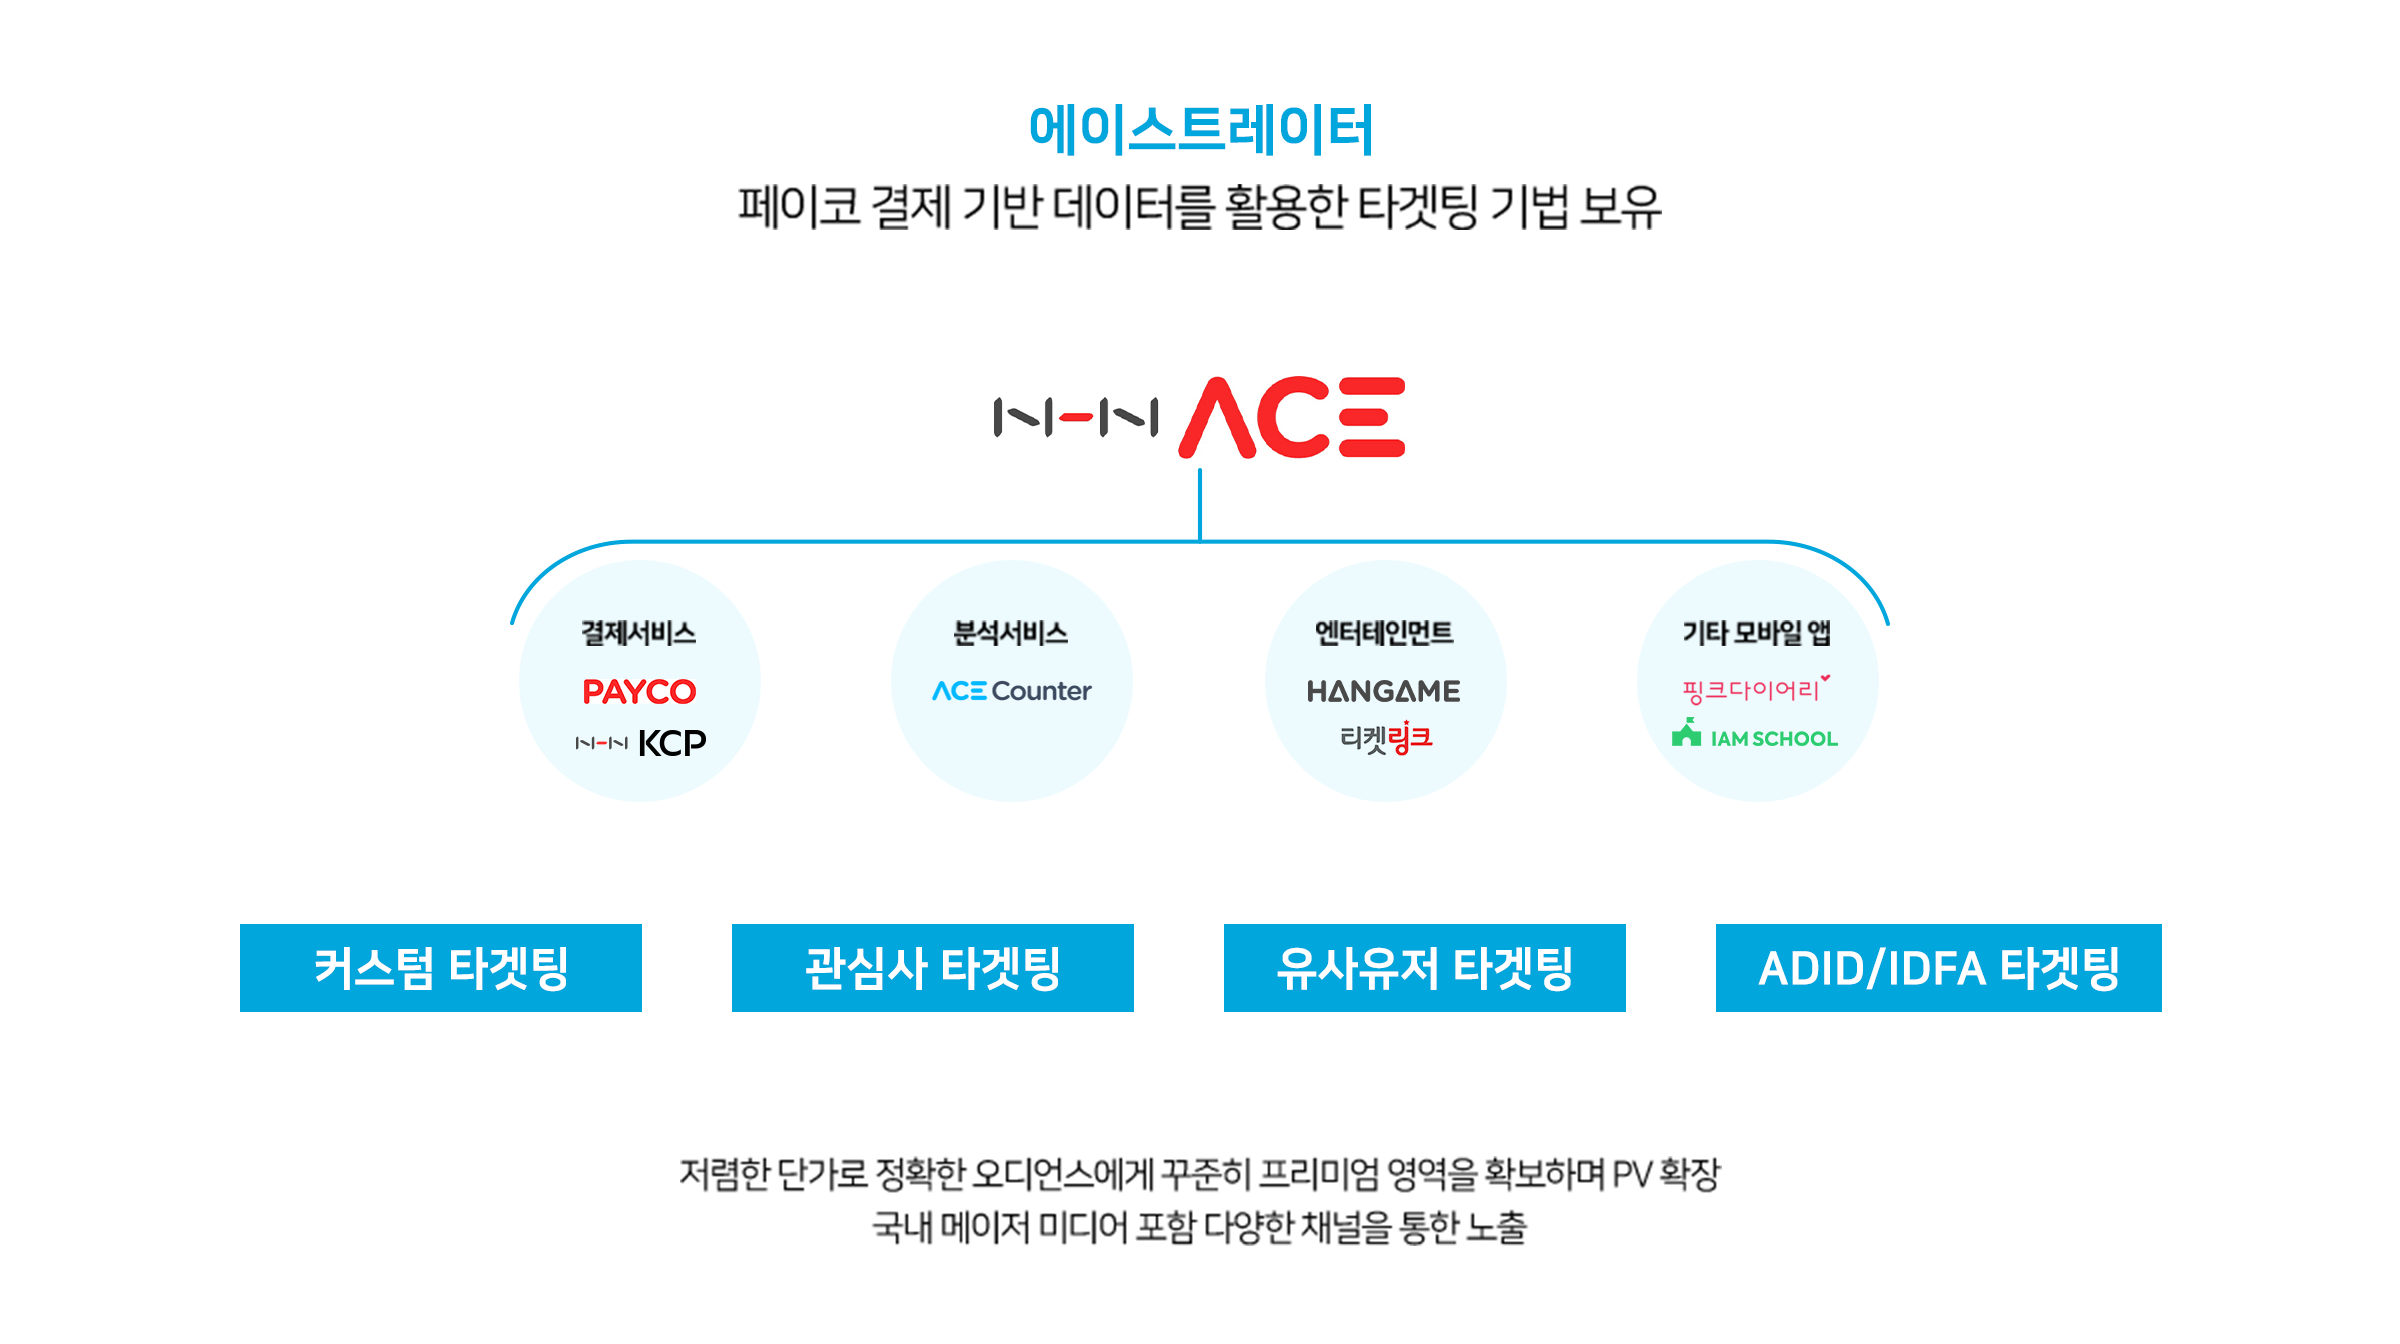 에이스트레이터
페이코 결제 기반 데이터를 활용한 타겟팅 기법 보유
NHN ACE
결제서비스
PAYCO
NHN KCP
분석서비스
ACE Counter
엔터테인먼트
HANGAME
티켓링크
기타 모바일 앱
핑크다이어리
IAM SCHOOL
커스텀 타겟팅
관심사 타겟팅
유사유저 타겟팅
ADID/IDFA 타겟팅
저렴한 단가로 정확한 오디언스에게 꾸준히 프리미엄 영역을 확보하며 PV 확장
국내 메이저 미디어 포함 다양한 채널을 통한 노출